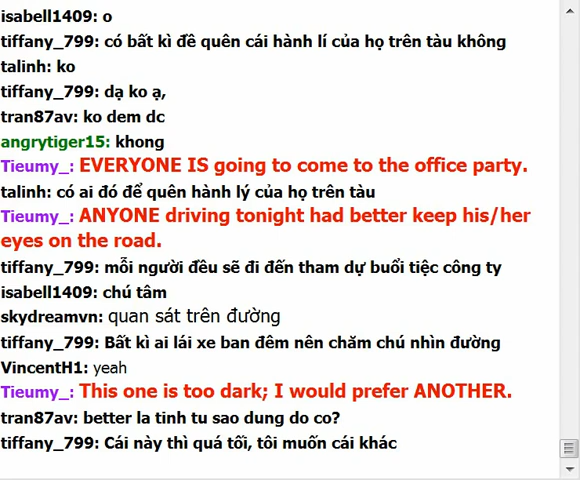 isabell1409: o
tiffany_799: có bất kì đề quên cái hành lí của họ trên tàu không
talinh: ko
tiffany_799: dạ ko ạ,
tran87av: ko dem dc
angrytiger15: khong
Tieumy_: EVERYONE IS going to come to the office party.
talinh: có ai đó để quên hành lý của họ trên tàu
Tieumy_: ANYONE driving tonight had better keep his/her
eyes on the road.
tiffany_799: mỗi người đều sẽ đi đến tham dự buổi tiệc công ty
isabell1409: chú tâm
skydreamvn: quan sát trên đường
tiffany_799: Bất kì ai lái xe ban đêm nên chăm chú nhìn đường
VincentH1: yeah
Tieumy_: This one is too dark; I would prefer ANOTHER.
tran87av: better la tinh tu sao dung do co?
tiffany_799: Cái này thì quá tối, tôi muốn cái khác